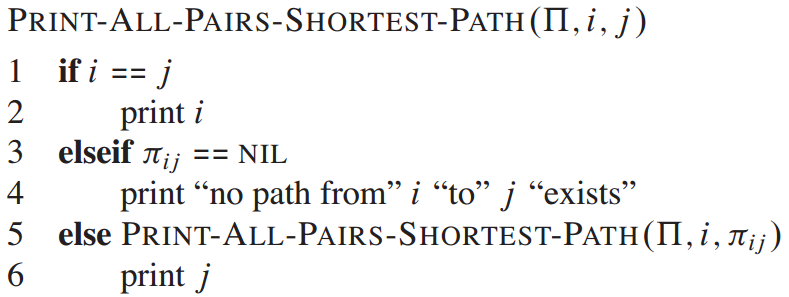 PRINT-ALL-PAIRS-SHORTEST-PATH(Π, i, j)
1 if i == j
2 print i
3 elseif π_ij == NIL
4 print “no path from” i “to” j “exists”
5 else PRINT-ALL-PAIRS-SHORTEST-PATH(Π, i, π_ij)
6 print j